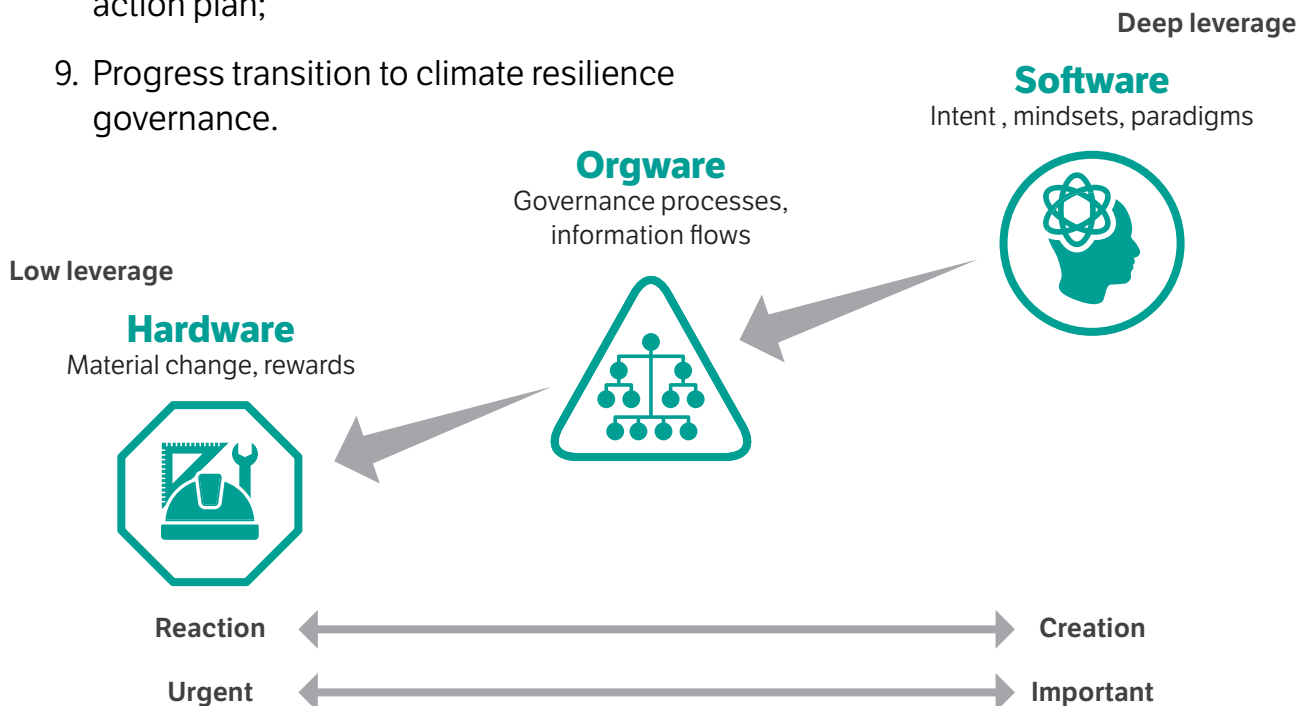 action plan;
9. Progress transition to climate resilience
governance.
Deep leverage
Software
Intent , mindsets, paradigms
Orgware
Governance processes,
information flows
Low leverage
Hardware
Material change, rewards
Reaction
Creation
Urgent
Important